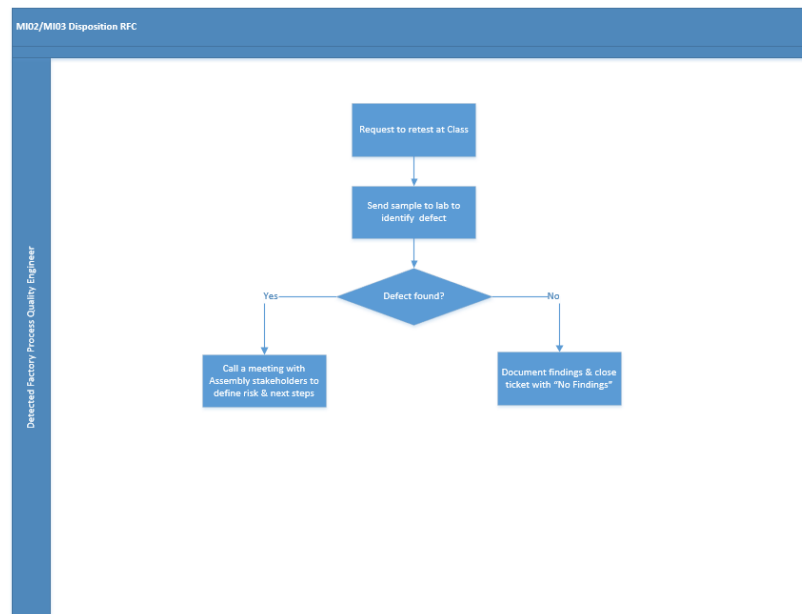 MI02/MI03 Disposition RFC
Detected Factory Process Quality Engineer
Request to retest at Class
Send sample to lab to
identify defect
Defect found?
Yes
No
Call a meeting with
Assembly stakeholders to
define risk & next steps
Document findings & close
ticket with “No Findings”